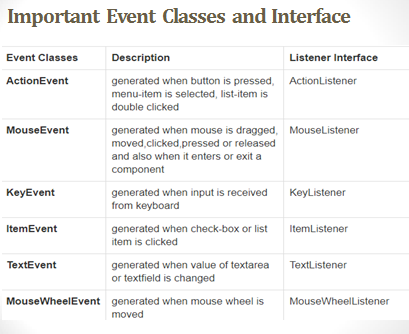 Important Event Classes and Interface
Event Classes Description Listener Interface
ActionEvent generated when button is pressed, ActionListener
menu-item is selected, list-item is
double clicked
MouseEvent generated when mouse is dragged, MouseListener
moved,clicked,pressed or released
and also when it enters or exit a
component
KeyEvent generated when input is received KeyListener
from keyboard
ItemEvent generated when check-box or list ItemListener
item is clicked
TextEvent generated when value of textarea TextListener
or textfield is changed
MouseWheelEvent generated when mouse wheel is MouseWheelListener
moved